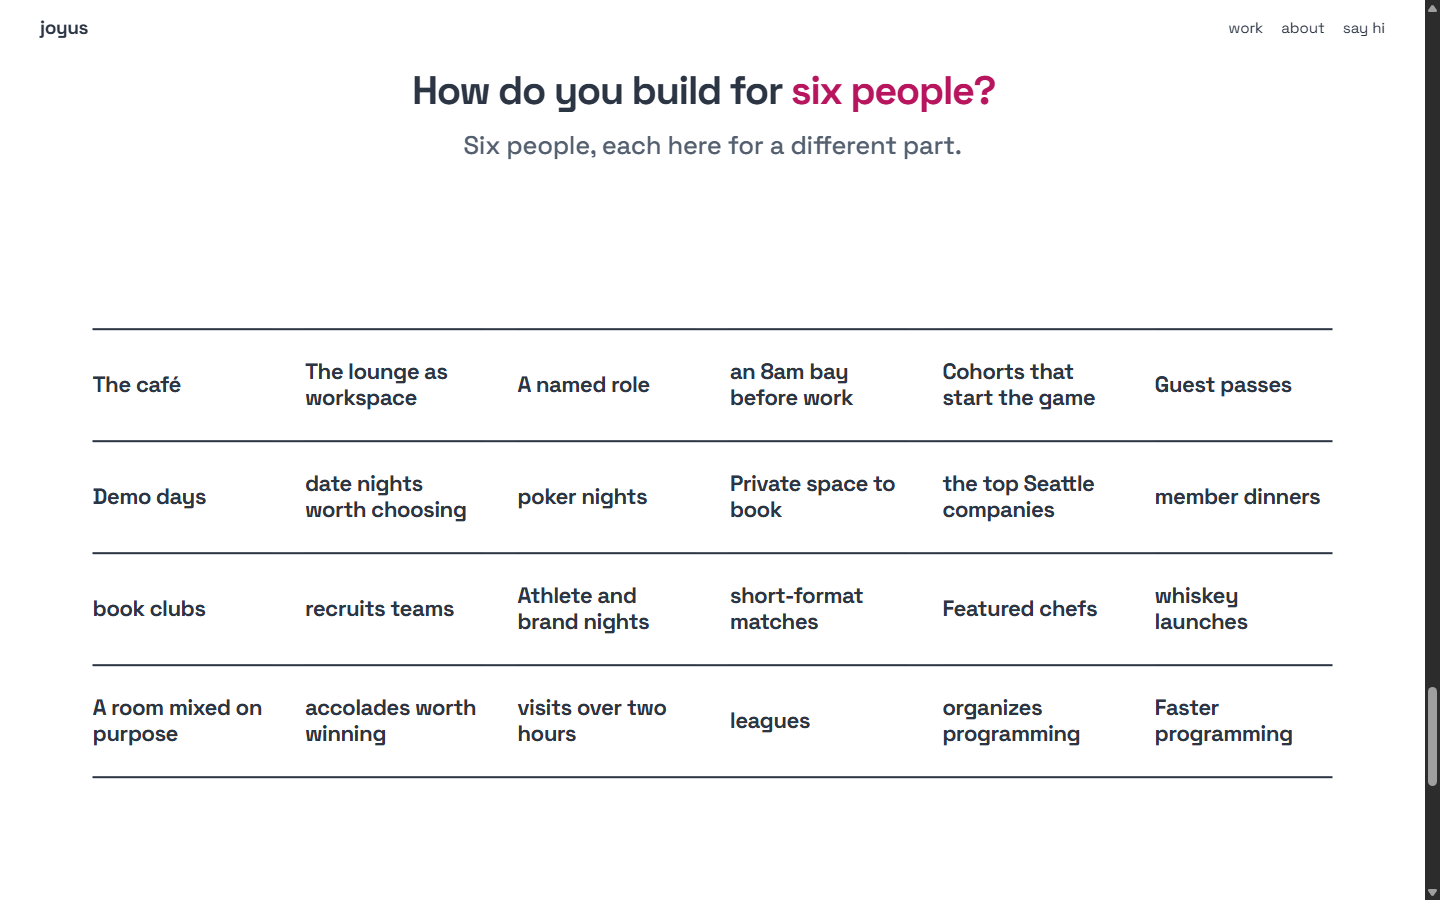 joyus
work about say hi
How do you build for six people?
Six people, each here for a different part.
The café
The lounge as
workspace
A named role
an 8am bay
before work
Cohorts that
start the game
Guest passes
Demo days
date nights
worth choosing
poker nights
Private space to
book
the top Seattle
companies
member dinners
book clubs
recruits teams
Athlete and
brand nights
short-format
matches
Featured chefs
whiskey
launches
A room mixed on
purpose
accolades worth
winning
visits over two
hours
leagues
organizes
programming
Faster
programming